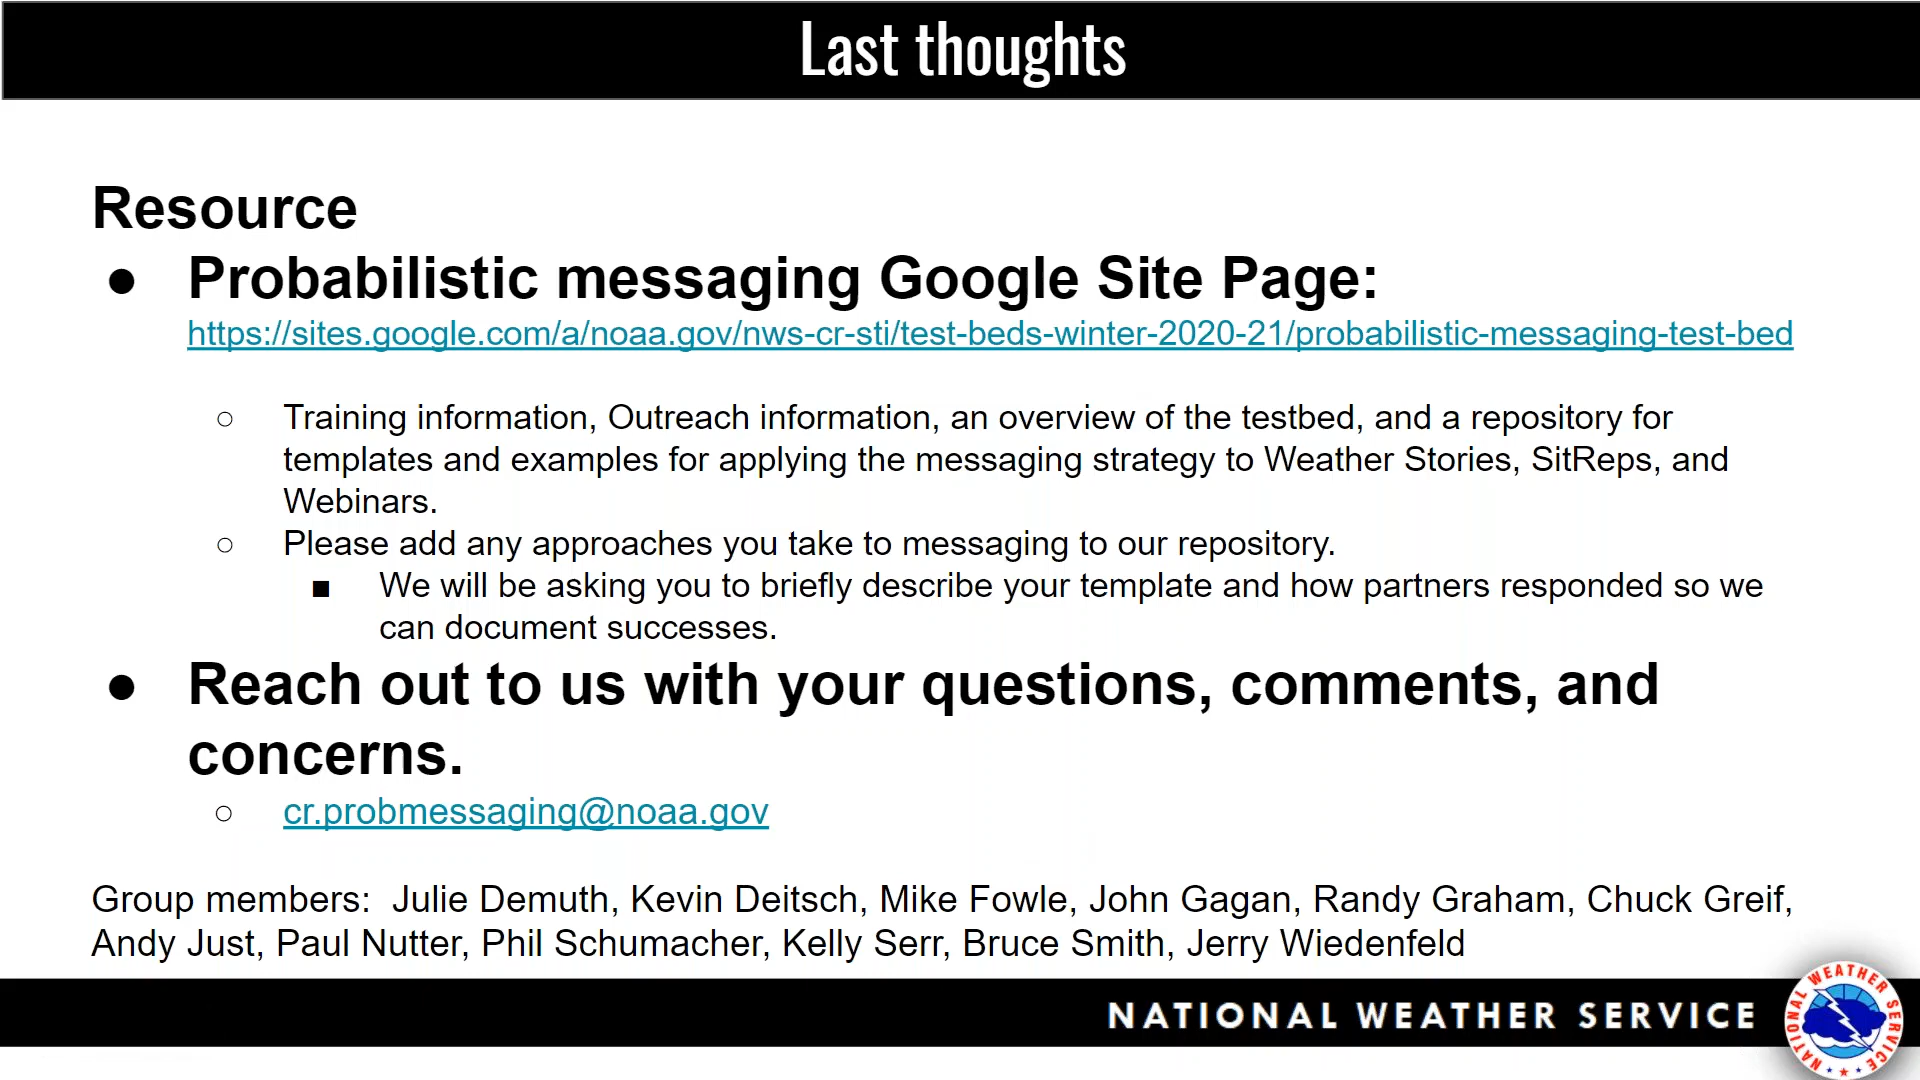 Last thoughts
Resource
● Probabilistic messaging Google Site Page:
https://sites.google.com/a/noaa.gov/nws-cr-sti/test-beds-winter-2020-21/probabilistic-messaging-test-bed
○ Training information, Outreach information, an overview of the testbed, and a repository for
templates and examples for applying the messaging strategy to Weather Stories, SitReps, and
Webinars.
○ Please add any approaches you take to messaging to our repository.
■ We will be asking you to briefly describe your template and how partners responded so we
can document successes.
● Reach out to us with your questions, comments, and
concerns.
○ cr.probmessaging@noaa.gov
Group members:  Julie Demuth, Kevin Deitsch, Mike Fowle, John Gagan, Randy Graham, Chuck Greif,
Andy Just, Paul Nutter, Phil Schumacher, Kelly Serr, Bruce Smith, Jerry Wiedenfeld
NATIONAL WEATHER SERVICE
NATIONAL WEATHER SERVICE